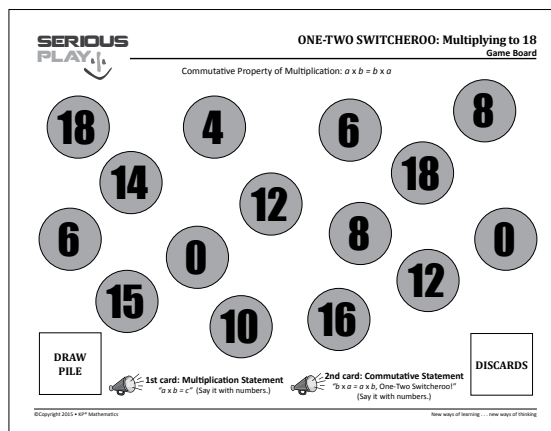 SERIOUS
PLAY
ONE-TWO SWITCHEROO: Multiplying to 18
Game Board
Commutative Property of Multiplication: a x b = b x a
18
4
6
8
14
12
18
6
0
8
0
15
10
16
12
DRAW
PILE
1st card: Multiplication Statement
"a x b = c" (Say it with numbers.)
2nd card: Commutative Statement
"b x a = a x b, One-Two Switcheroo!"
(Say it with numbers.)
DISCARDS
©Copyright 2015 • KP® Mathematics
New ways of learning . . . new ways of thinking